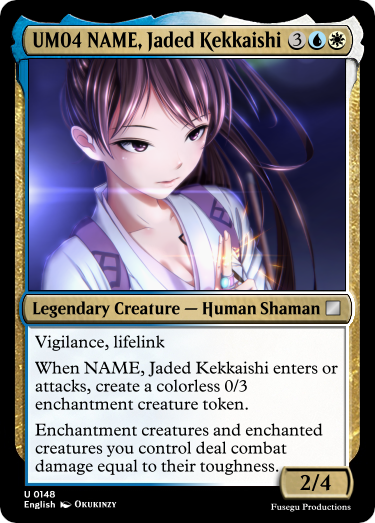 UM04 NAME, Jaded Kekkaishi 3
Legendary Creature — Human Shaman
Vigilance, lifelink
When NAME, Jaded Kekkaishi enters or
attacks, create a colorless 0/3
enchantment creature token.
Enchantment creatures and enchanted
creatures you control deal combat
damage equal to their toughness.
2/4
U 0148
English Okukinzy
Fusegu Productions